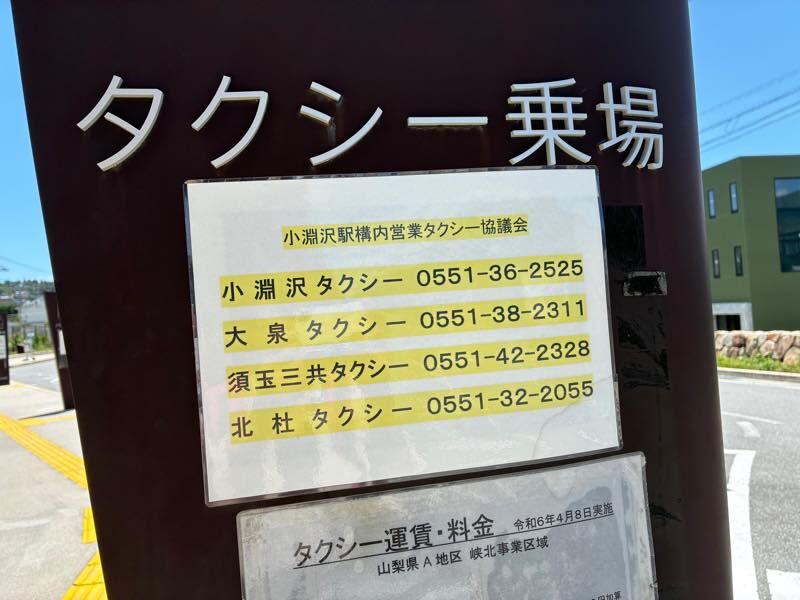 タクシー乗場
小淵沢駅構内営業タクシー協議会
小淵沢タクシー 0551-36-2525
大泉タクシー 0551-38-2311
須玉三共タクシー 0551-42-2328
北杜タクシー 0551-32-2055
タクシー運賃・料金 令和6年4月8日実施
山梨県A地区 峡北事業区域